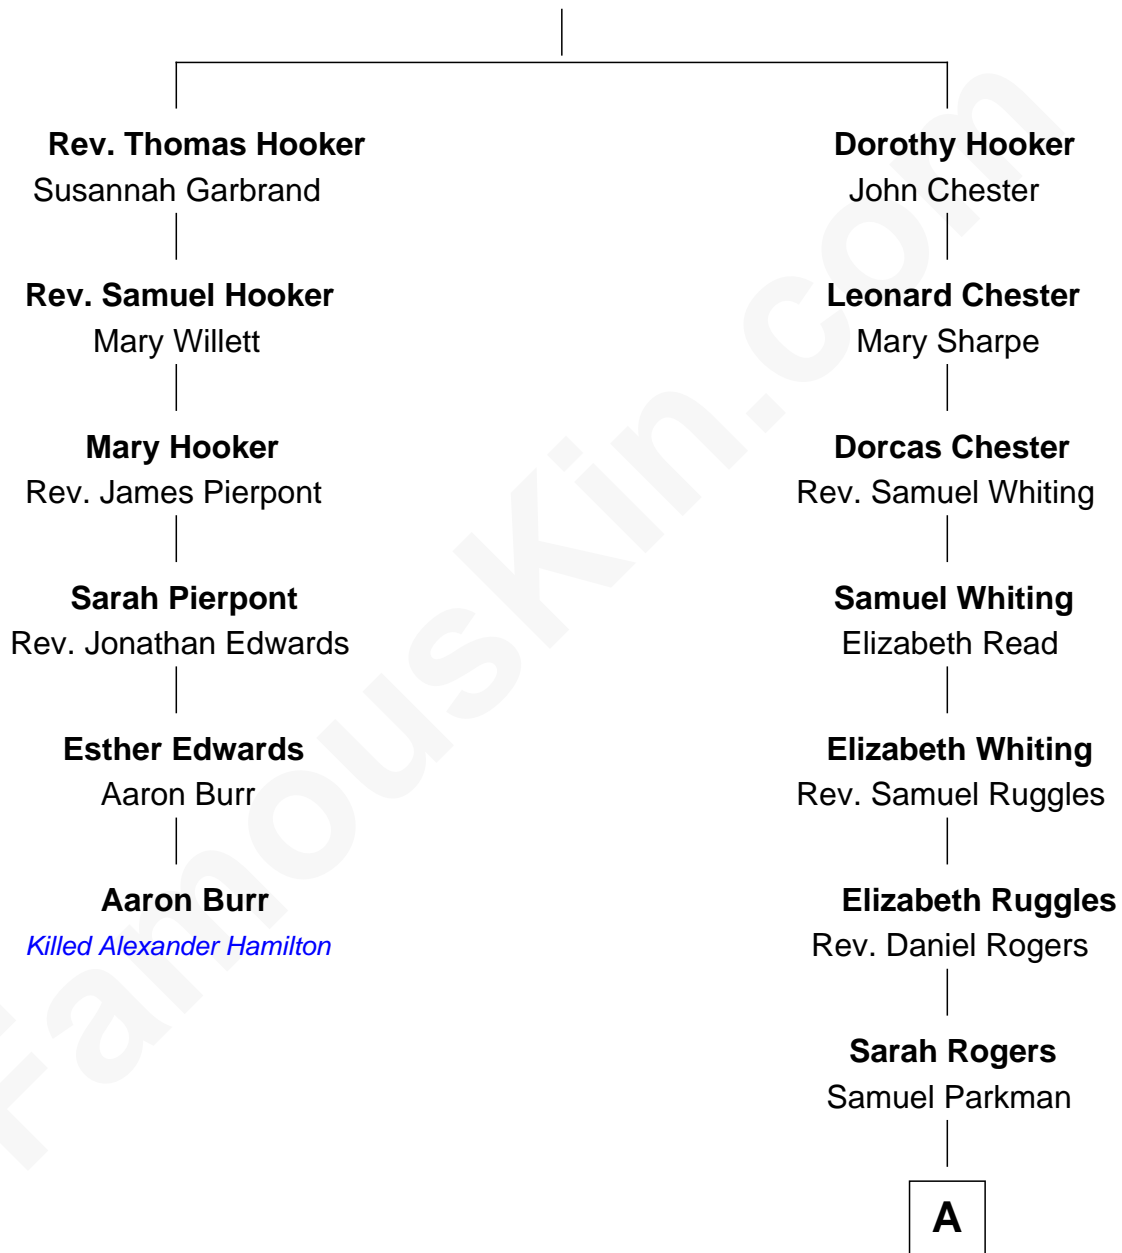 Rev. Thomas Hooker
Susannah Garbrand
Rev. Samuel Hooker
Mary Willett
Mary Hooker
Rev. James Pierpont
Sarah Pierpont
Rev. Jonathan Edwards
Esther Edwards
Aaron Burr
Aaron Burr
Killed Alexander Hamilton
Dorothy Hooker
John Chester
Leonard Chester
Mary Sharpe
Dorcas Chester
Rev. Samuel Whiting
Samuel Whiting
Elizabeth Read
Elizabeth Whiting
Rev. Samuel Ruggles
Elizabeth Ruggles
Rev. Daniel Rogers
Sarah Rogers
Samuel Parkman
A
FamousKin.com